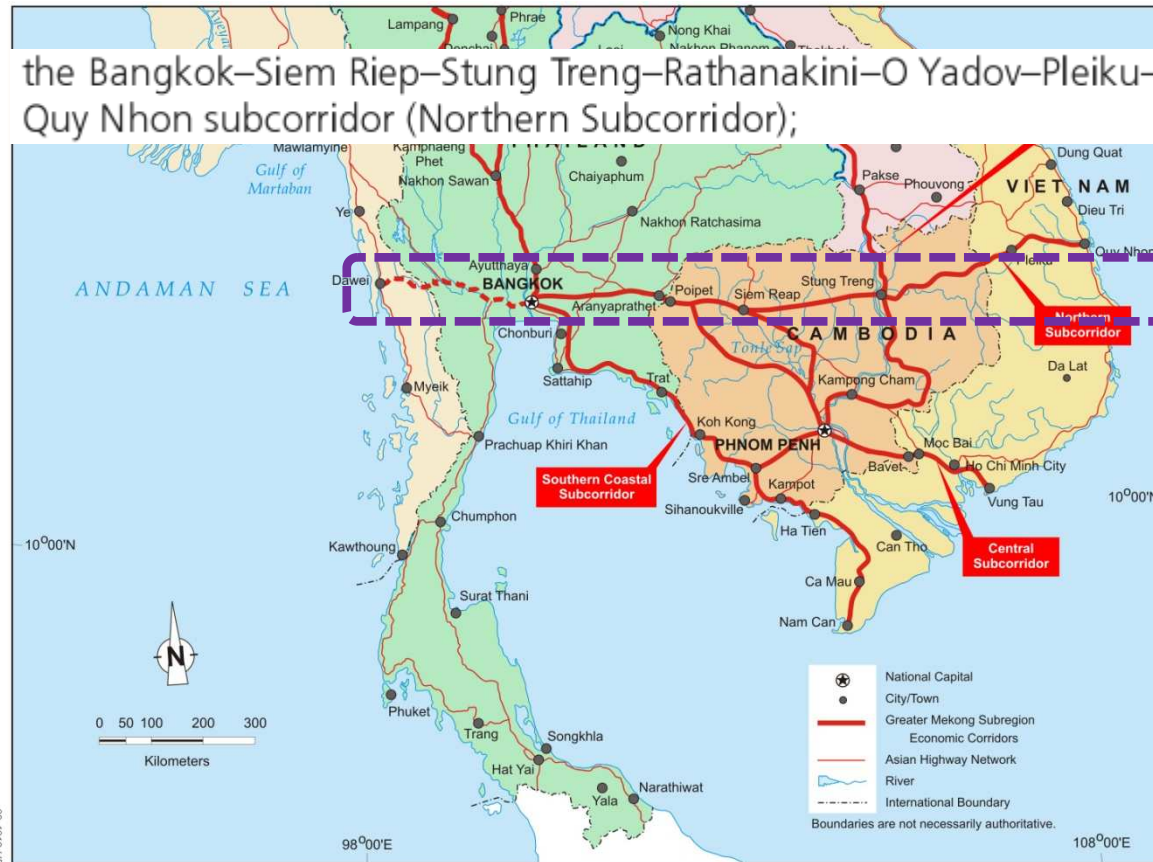 Lampang
Phrae
Nong Khai
the Bangkok–Siem Riep–Stung Treng–Rathanakini–O Yadov–Pleiku–
Quy Nhon subcorridor (Northern Subcorridor);
Mawlamyine
Kamphaeng
Phet
THAILAND
Gulf of
Martaban
Nakhon Sawan
Chaiyaphum
Pakse
Phouvong
Dung Quat
VIET NAM
Ye
Nakhon Ratchasima
Dieu Tri
Quy Nhon
Pleiku
Ayutthaya
Dawei
BANGKOK
Poipet
Stung Treng
ANDAMAN SEA
Aranyaprathet
Siem Reap
Northern
Subcorridor
Chonburi
CAMBODIA
Tonle Sap
Da Lat
Sattahip
Trat
Kampong Cham
Myeik
Gulf of Thailand
Koh Kong
Prachuap Khiri Khan
PHNOM PENH
Moc Bai
Bavet
Ho Chi Minh City
Southern Coastal
Subcorridor
Sre Ambel
Kampot
Vung Tau
Sihanoukville
10°00'N
Chumphon
Ha Tien
10°00'N
Can Tho
Central
Subcorridor
Kawthoung
Ca Mau
Surat Thani
Nam Can
N
National Capital
City/Town
Greater Mekong Subregion
Economic Corridors
Asian Highway Network
River
International Boundary
Boundaries are not necessarily authoritative.
Phuket
0 50 100 200 300
Kilometers
Trang
Songkhla
Hat Yai
Yala
Narathiwat
98°00'E
108°00'E